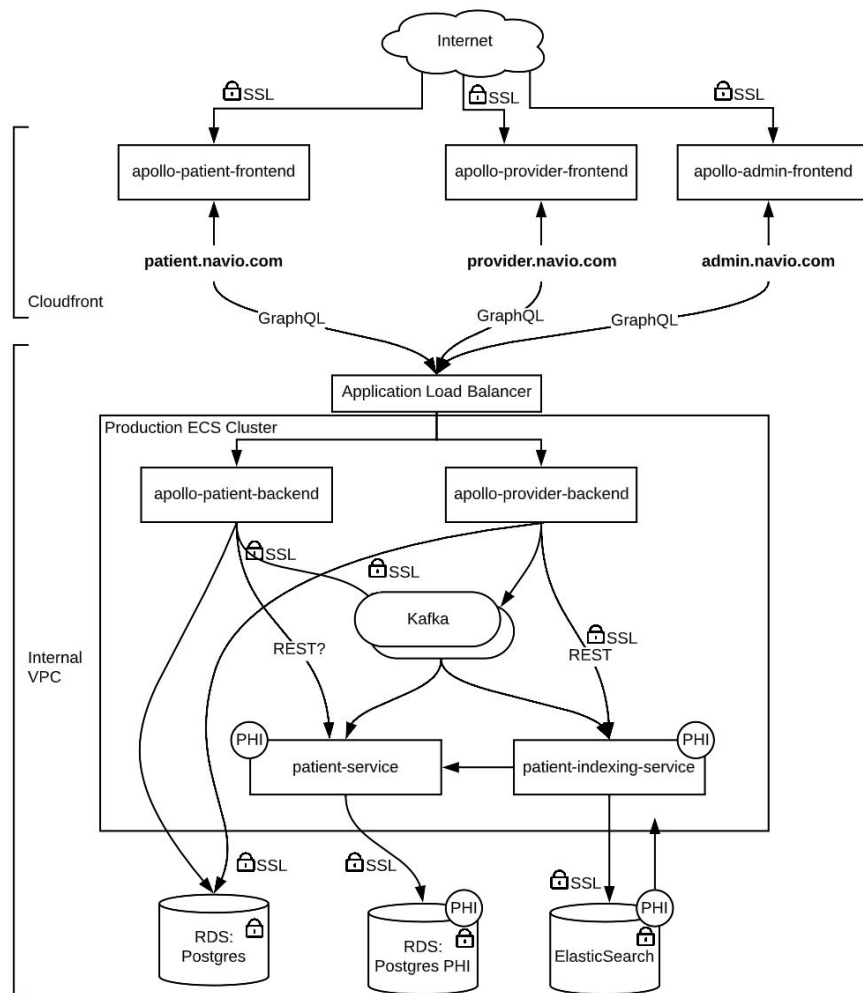 Internet
SSL
SSL
SSL
apollo-patient-frontend
apollo-provider-frontend
apollo-admin-frontend
patient.navio.com
provider.navio.com
admin.navio.com
Cloudfront
GraphQL
GraphQL
GraphQL
Application Load Balancer
Production ECS Cluster
apollo-patient-backend
apollo-provider-backend
SSL
SSL
Kafka
SSL
REST?
REST
Internal
VPC
PHI
PHI
patient-service
patient-indexing-service
SSL
SSL
SSL
PHI
PHI
RDS:
Postgres
RDS:
Postgres PHI
ElasticSearch